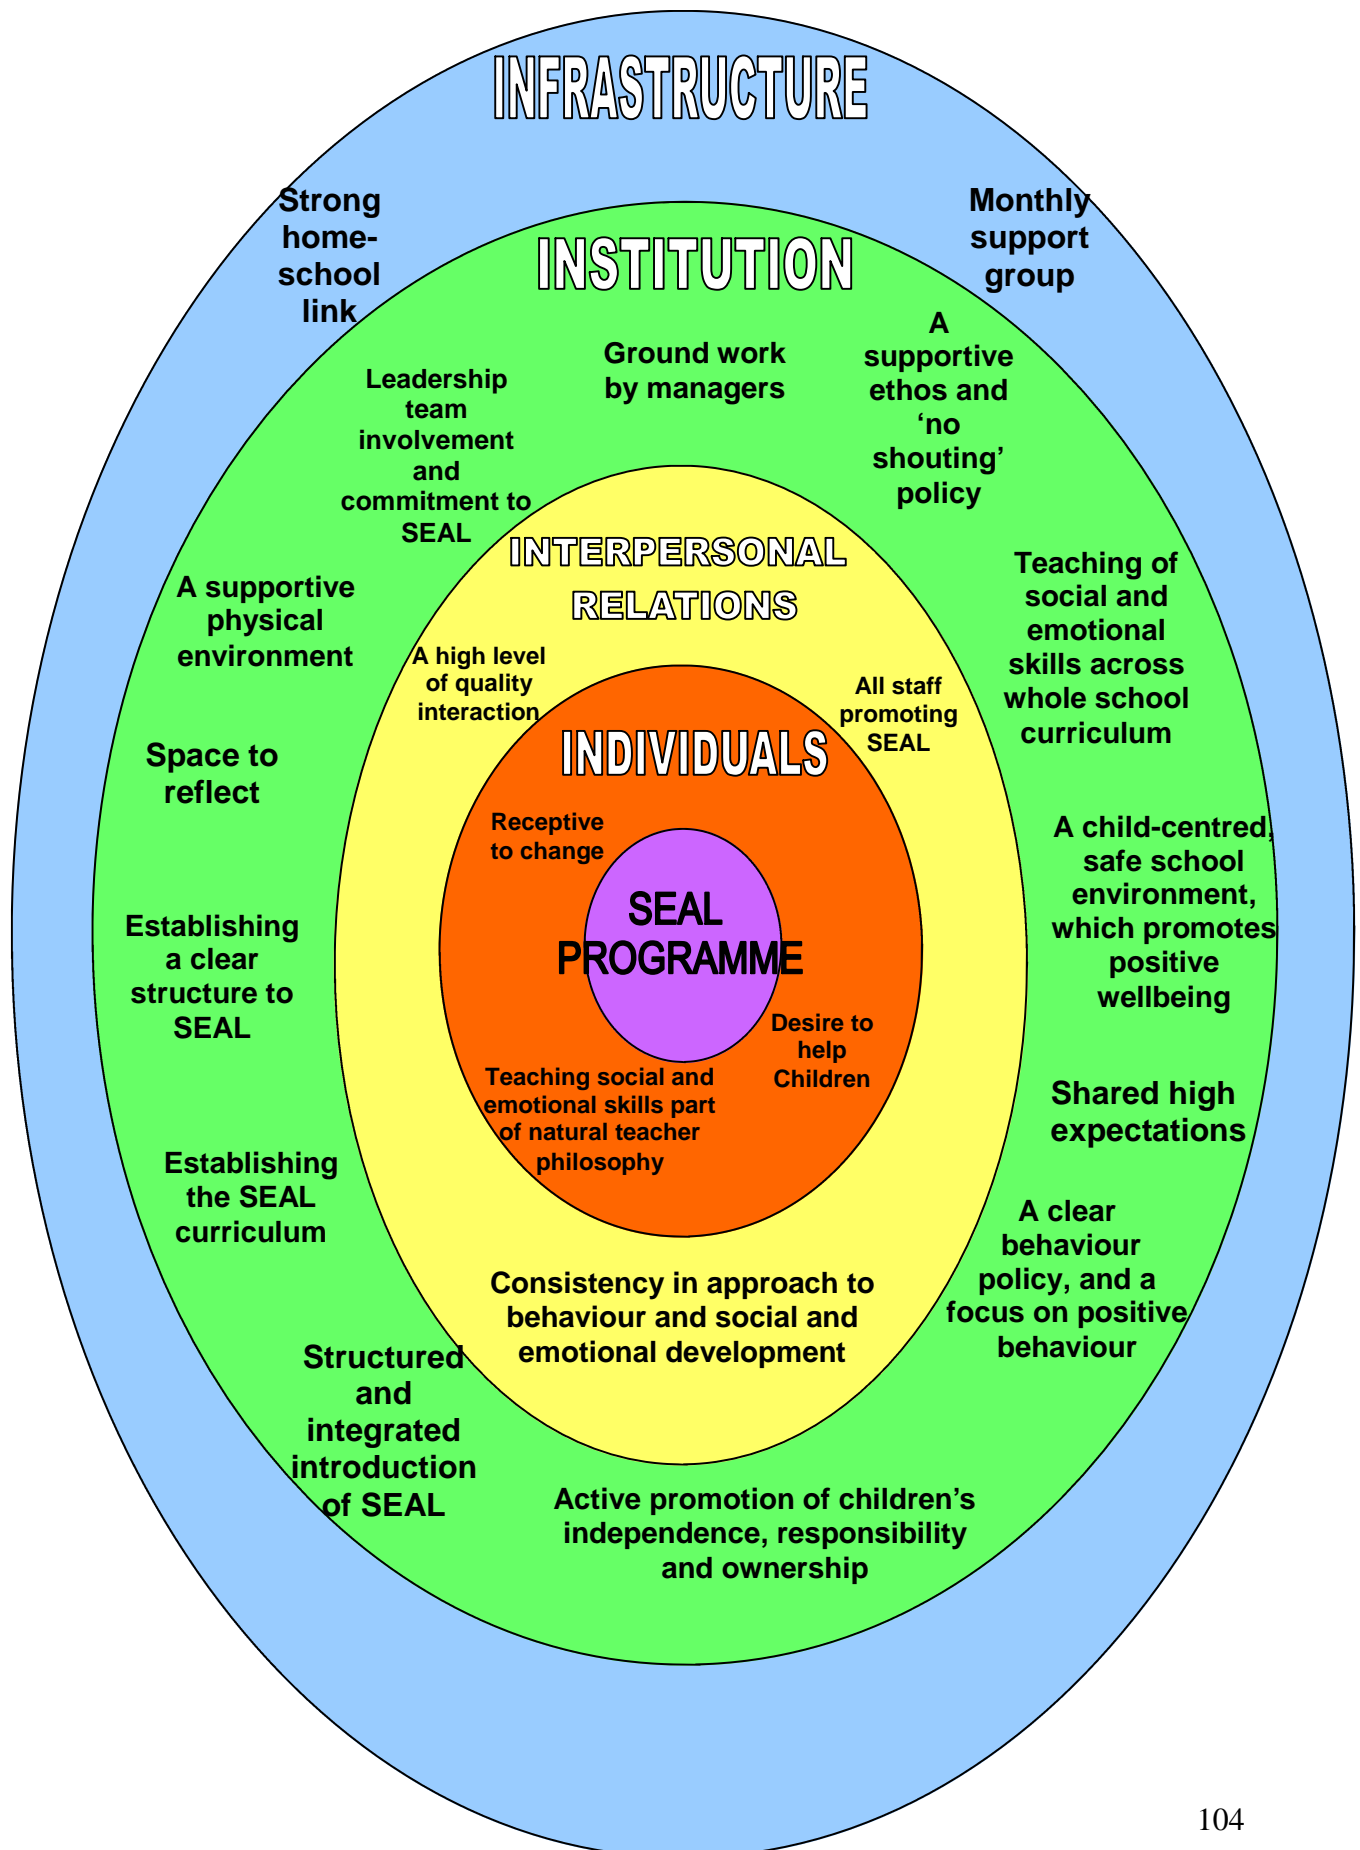 INFRASTRUCTURE
Strong
home-
school
link
Monthly
support
group
INSTITUTION
Ground work
by managers
A
supportive
ethos and
‘no
shouting’
policy
Leadership
team
involvement
and
commitment to
SEAL
INTERPERSONAL
RELATIONS
A supportive
physical
environment
Teaching of
social and
emotional
skills across
whole school
curriculum
A high level
of quality
interaction
All staff
promoting
SEAL
INDIVIDUALS
Space to
reflect
Receptive
to change
A child-centred,
safe school
environment,
which promotes
positive
wellbeing
SEAL
PROGRAMME
Establishing
a clear
structure to
SEAL
Desire to
help
Children
Teaching social and
emotional skills part
of natural teacher
philosophy
Shared high
expectations
Establishing
the SEAL
curriculum
A clear
behaviour
policy, and a
focus on positive
behaviour
Consistency in approach to
behaviour and social and
emotional development
Structured
and
integrated
introduction
of SEAL
Active promotion of children’s
independence, responsibility
and ownership
104